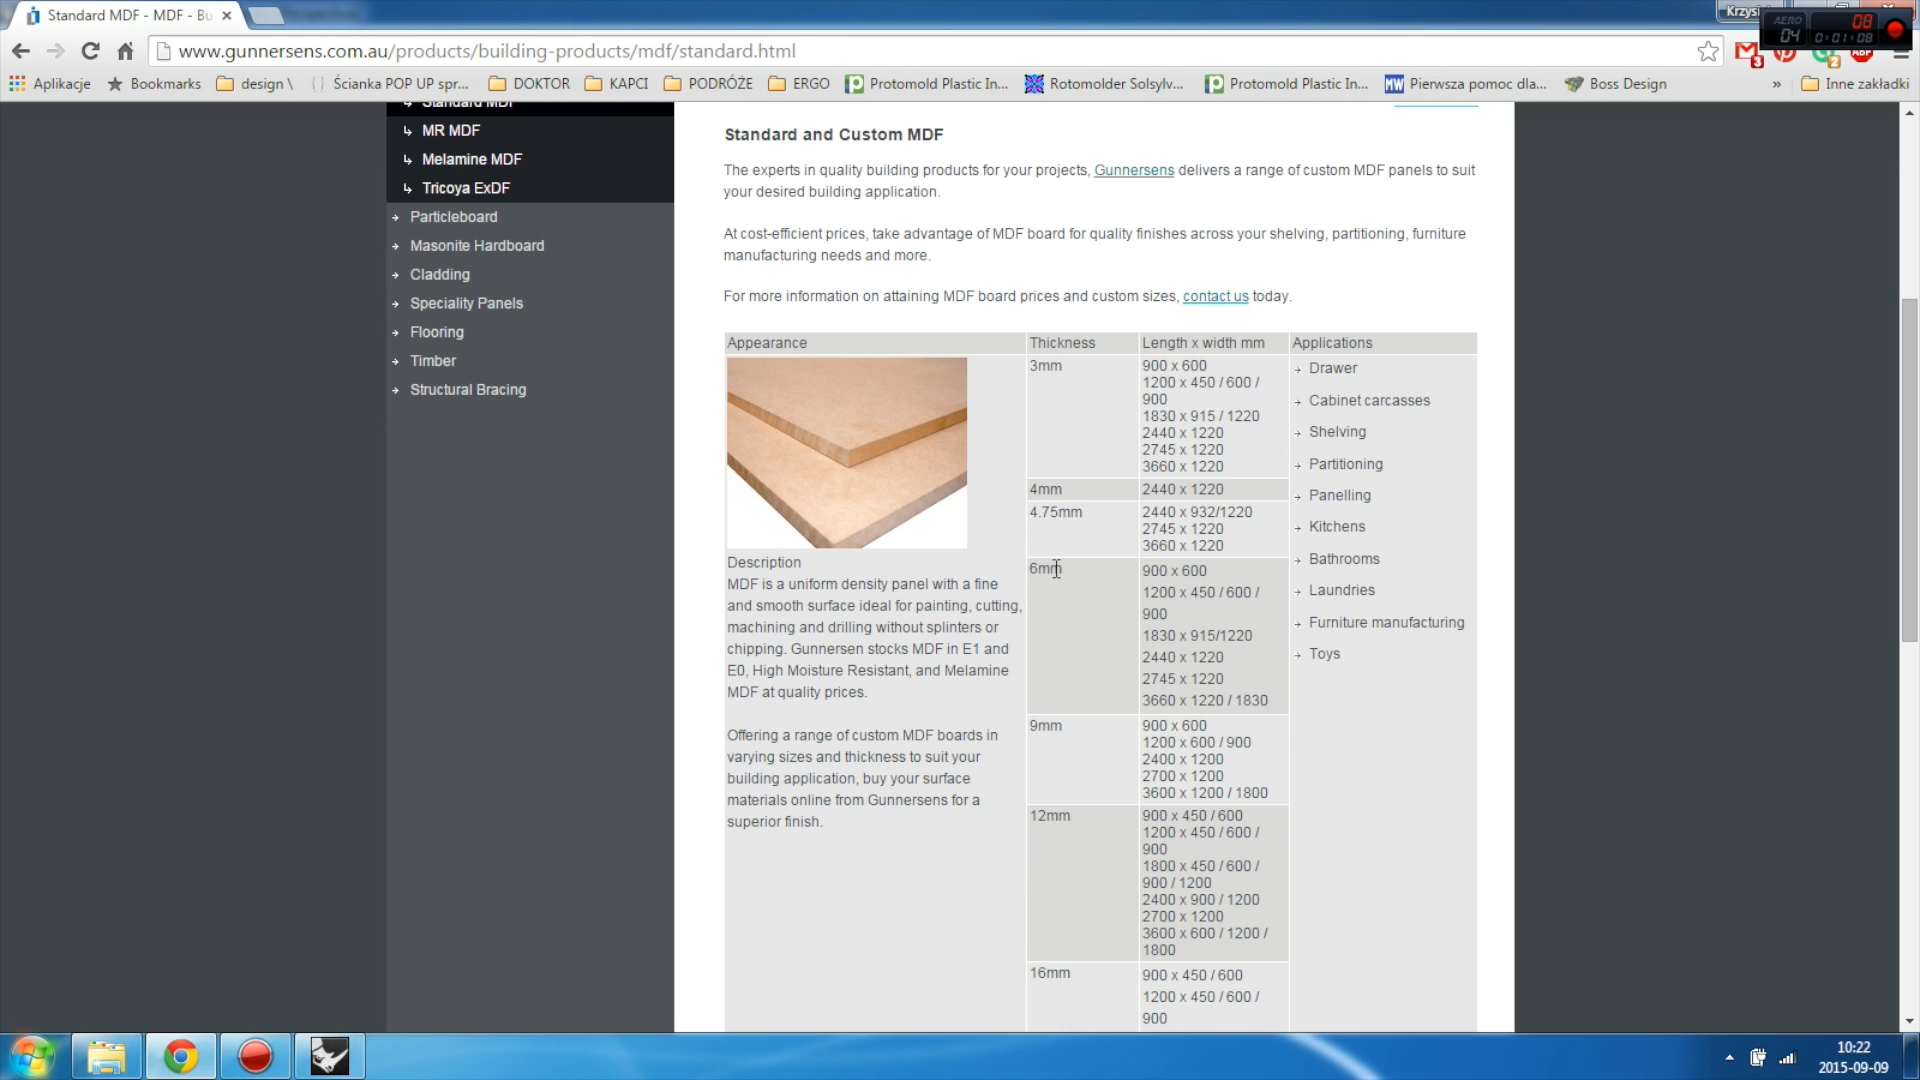 Standard MDF - MDF - Bu
Krzysi
AERO
04
08
0:01:08
www.gunnersens.com.au/products/building-products/mdf/standard.html
3
2
ABP
Aplikacje
Bookmarks
design \
Ścianka POP UP spr...
DOKTOR
KAPCI
PODRÓŻE
ERGO
Protomold Plastic In...
Rotomolder Solsylv...
Protomold Plastic In...
MW Pierwsza pomoc dla...
Boss Design
»
Inne zakładki
Standard MDF
MR MDF
Melamine MDF
Tricoya ExDF
Particleboard
Masonite Hardboard
Cladding
Speciality Panels
Flooring
Timber
Structural Bracing
Standard and Custom MDF
The experts in quality building products for your projects, Gunnersens delivers a range of custom MDF panels to suit
your desired building application.
At cost-efficient prices, take advantage of MDF board for quality finishes across your shelving, partitioning, furniture
manufacturing needs and more.
For more information on attaining MDF board prices and custom sizes, contact us today.
Appearance
Thickness
Length x width mm
Applications
Description
MDF is a uniform density panel with a fine
and smooth surface ideal for painting, cutting,
machining and drilling without splinters or
chipping. Gunnersen stocks MDF in E1 and
E0, High Moisture Resistant, and Melamine
MDF at quality prices.
Offering a range of custom MDF boards in
varying sizes and thickness to suit your
building application, buy your surface
materials online from Gunnersens for a
superior finish.
3mm
900 x 600
1200 x 450 / 600 /
900
1830 x 915 / 1220
2440 x 1220
2745 x 1220
3660 x 1220
4mm
2440 x 1220
4.75mm
2440 x 932/1220
2745 x 1220
3660 x 1220
6mm
900 x 600
1200 x 450 / 600 /
900
1830 x 915/1220
2440 x 1220
2745 x 1220
3660 x 1220 / 1830
9mm
900 x 600
1200 x 600 / 900
2400 x 1200
2700 x 1200
3600 x 1200 / 1800
12mm
900 x 450 / 600
1200 x 450 / 600 /
900
1800 x 450 / 600 /
900 / 1200
2400 x 900 / 1200
2700 x 1200
3600 x 600 / 1200 /
1800
16mm
900 x 450 / 600
1200 x 450 / 600 /
900
Drawer
Cabinet carcasses
Shelving
Partitioning
Panelling
Kitchens
Bathrooms
Laundries
Furniture manufacturing
Toys
10:22
2015-09-09